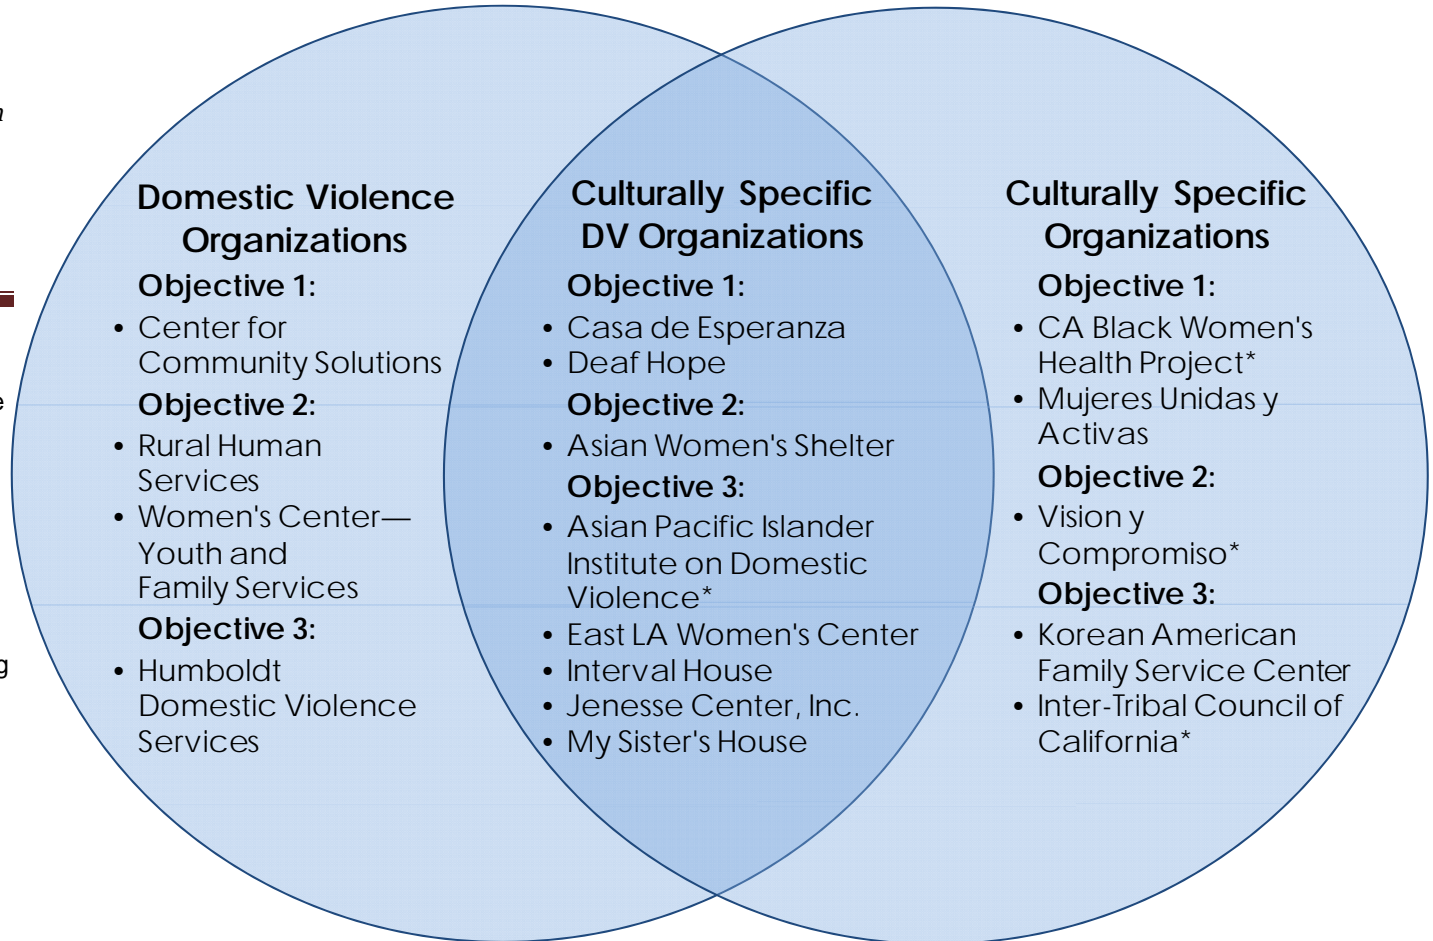 Domestic Violence
Organizations
Objective 1:
• Center for
Community Solutions
Objective 2:
• Rural Human
Services
• Women's Center—
Youth and
Family Services
Objective 3:
• Humboldt
Domestic Violence
Services
Culturally Specific
DV Organizations
Objective 1:
• Casa de Esperanza
• Deaf Hope
Objective 2:
• Asian Women's Shelter
Objective 3:
• Asian Pacific Islander
Institute on Domestic
Violence*
• East LA Women's Center
• Interval House
• Jenesse Center, Inc.
• My Sister's House
Culturally Specific
Organizations
Objective 1:
• CA Black Women's
Health Project*
• Mujeres Unidas y
Activas
Objective 2:
• Vision y
Compromiso*
Objective 3:
• Korean American
Family Service Center
• Inter-Tribal Council of
California*